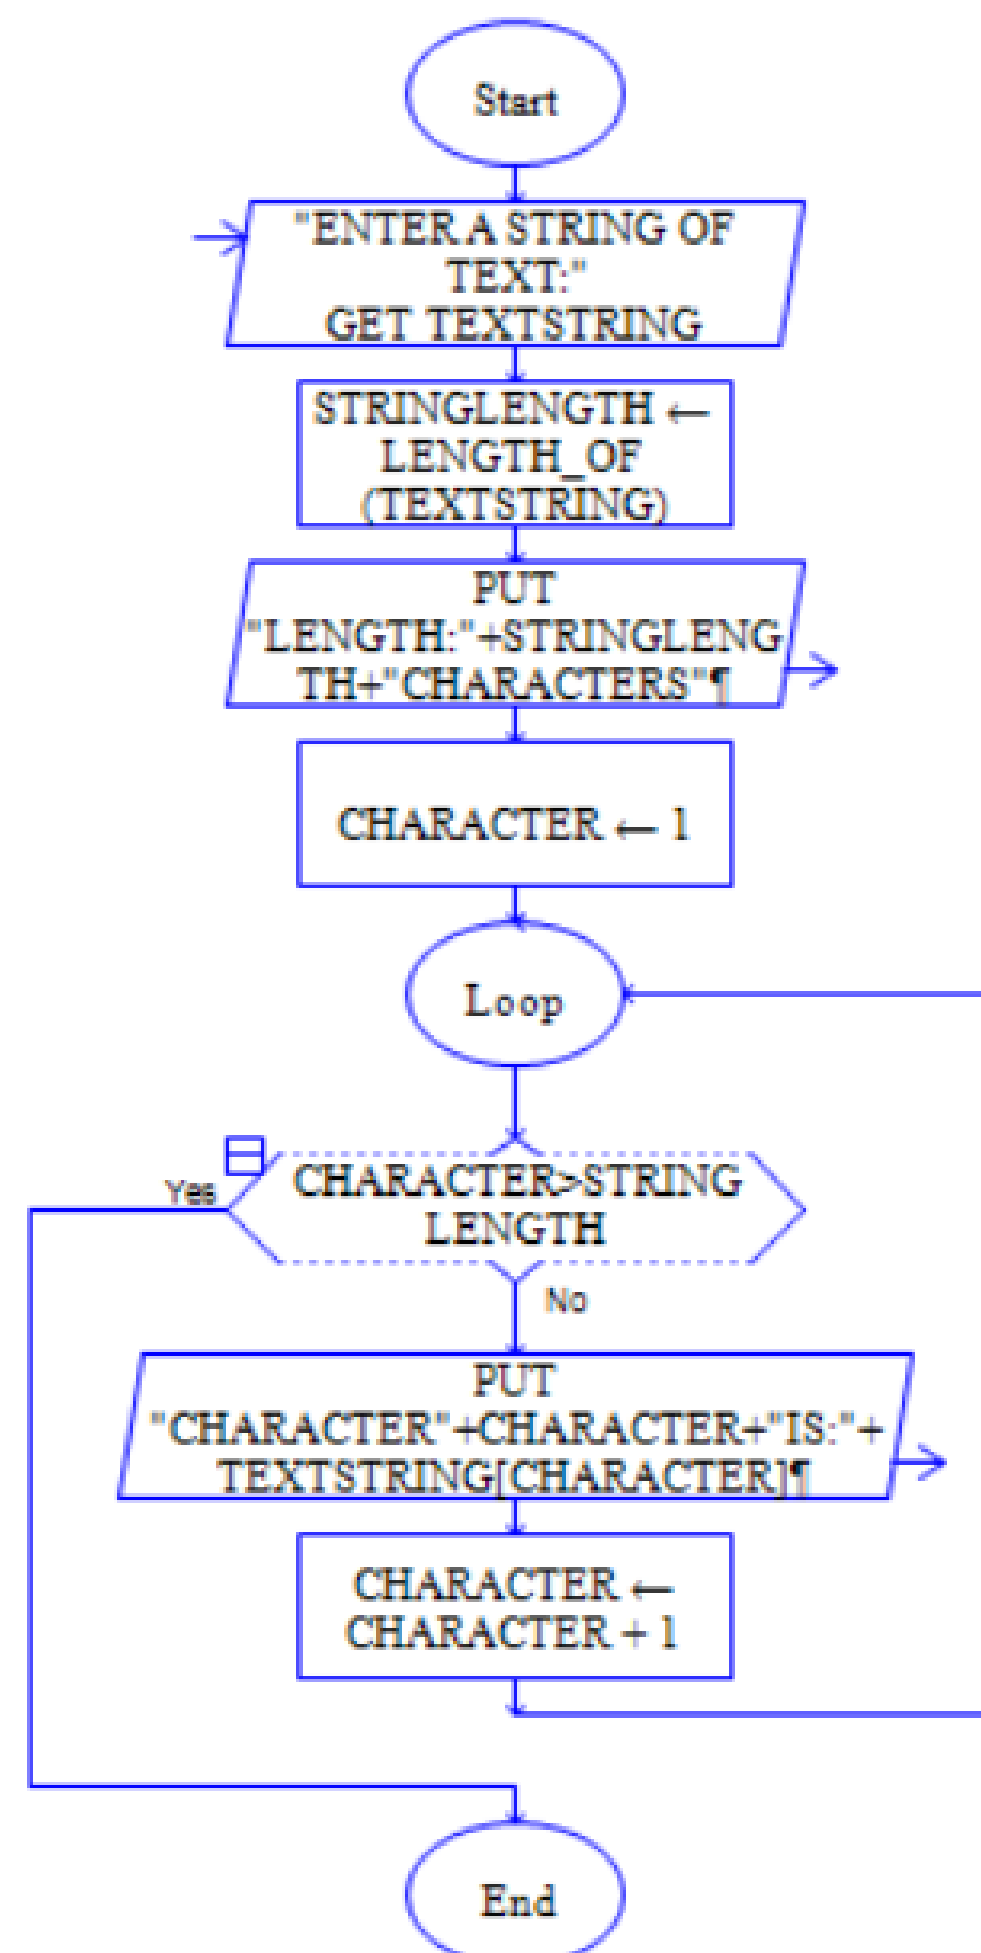 Start
"ENTER A STRING OF
TEXT:"
GET TEXTSTRING
STRINGLENGTH ←
LENGTH_OF
(TEXTSTRING)
PUT
"LENGTH:"+STRINGLENG
TH+"CHARACTERS"¶
CHARACTER ← 1
Loop
CHARACTER>STRING
LENGTH
Yes
No
PUT
"CHARACTER"+CHARACTER+"IS:"+
TEXTSTRING[CHARACTER]¶
CHARACTER ←
CHARACTER + 1
End